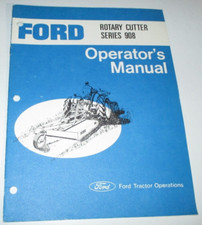 FORD
ROTARY CUTTER
SERIES 908
Operator's
Manual
Ford
Ford Tractor Operations